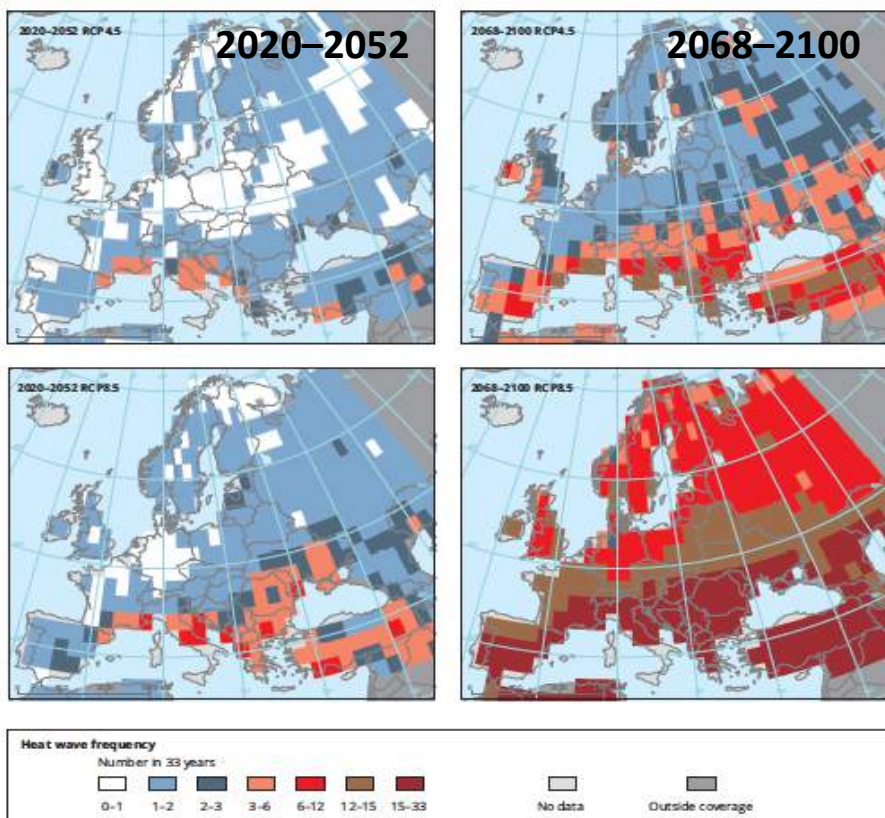 2020–2052 RCP4.5
2020–2052
2068–2100 RCP4.5
2068–2100
2020–2052 RCP8.5
2068–2100 RCP8.5
Heat wave frequency
Number in 33 years
0–1
1–2
2–3
3–6
6–12
12–15
15–33
No data
Outside coverage